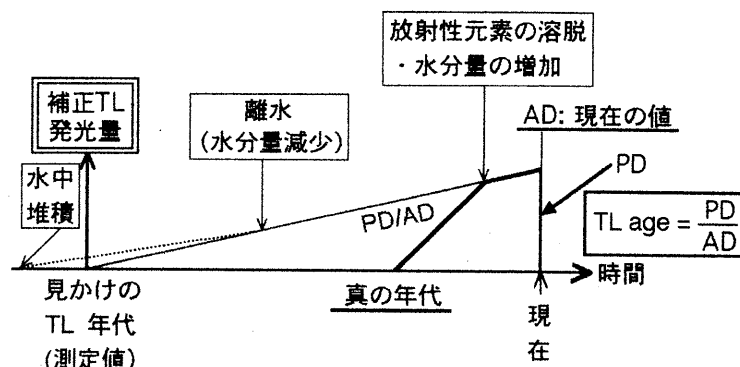 放射性元素の溶脱
・水分量の増加
補正TL
発光量
離水
(水分量減少)
AD: 現在の値
水中
堆積
PD
PD/AD
TL age = PD/AD
時間
見かけの
TL 年代
(測定値)
真の年代
現
在